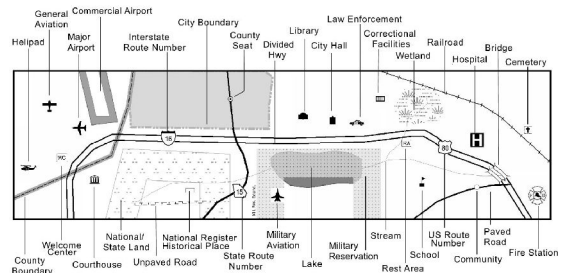 General
Aviation
Commercial Airport
Helipad
Major
Airport
Interstate
Route Number
City Boundary
County
Seat
Divided
Hwy
Library
City Hall
Law Enforcement
Correctional
Facilities
Wetland
Railroad
Hospital
Bridge
Cemetery
16
80
H
WC
RA
15
County
Boundary
Welcome
Center
Courthouse
National/
State Land
Unpaved Road
National Register
Historical Place
State Route
Number
Military
Aviation
Lake
Military
Reservation
Stream
Rest Area
School
US Route
Number
Community
Paved
Road
Fire Station